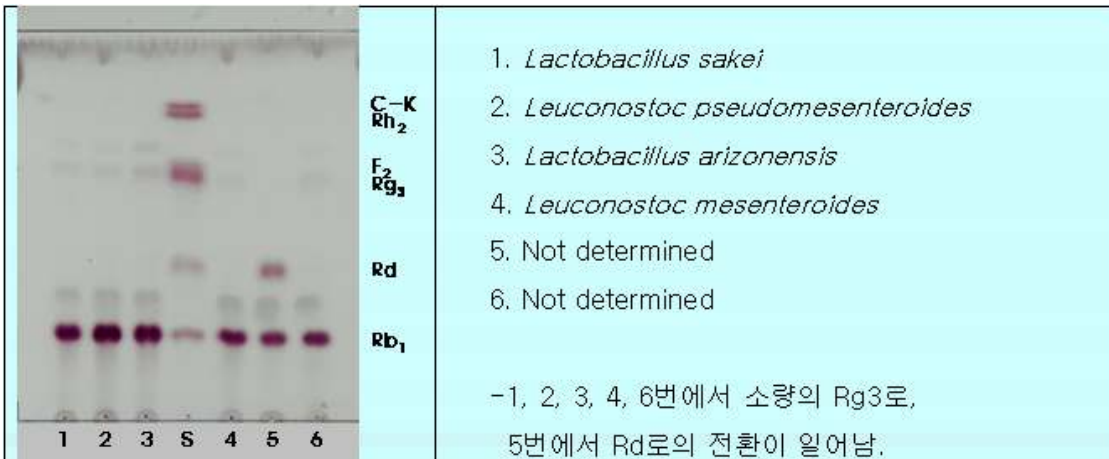 C-K
Rh₂
F₂
Rg₃
Rd
Rb₁
1 2 3 S 4 5 6
1. Lactobacillus sakei
2. Leuconostoc pseudomesenteroides
3. Lactobacillus arizonensis
4. Leuconostoc mesenteroides
5. Not determined
6. Not determined
-1, 2, 3, 4, 6번에서 소량의 Rg3로,
5번에서 Rd로의 전환이 일어남.